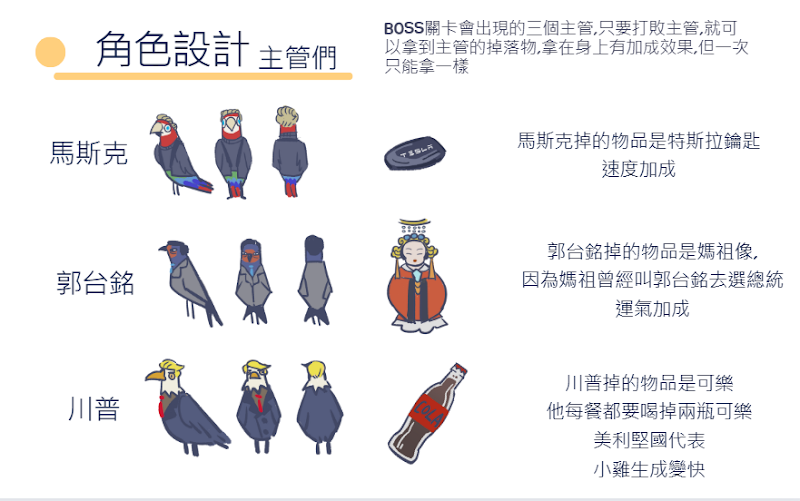 角色設計 主管們
BOSS關卡會出現的三個主管,只要打敗主管,就可
以拿到主管的掉落物,拿在身上有加成效果,但一次
只能拿一樣
馬斯克
TESLA
馬斯克掉的物品是特斯拉鑰匙
速度加成
郭台銘
郭台銘掉的物品是媽祖像,
因為媽祖曾經叫郭台銘去選總統
運氣加成
川普
COLA
川普掉的物品是可樂
他每餐都要喝掉兩瓶可樂
美利堅國代表
小雞生成變快